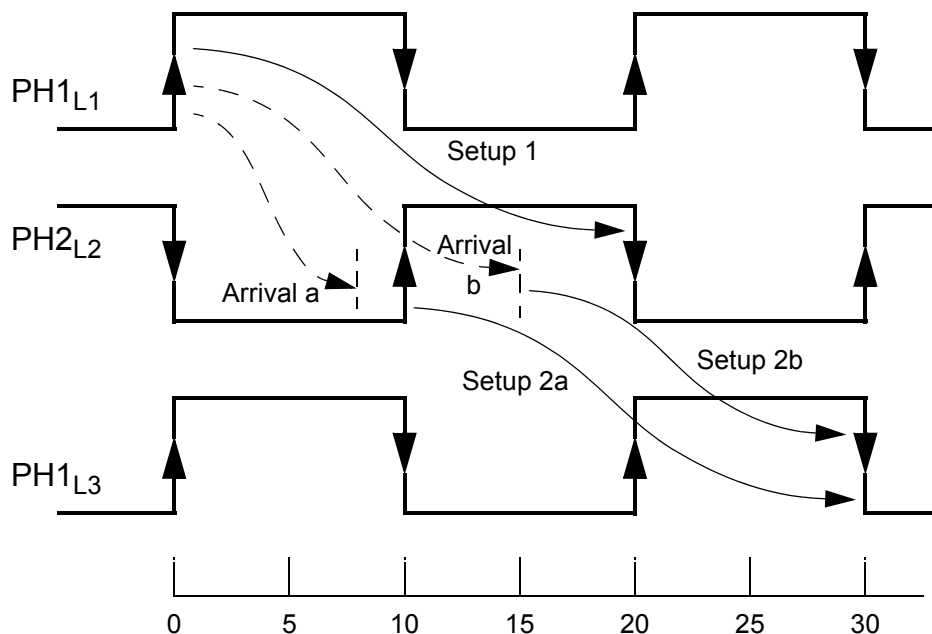 PH1L1
Setup 1
PH2L2
Arrival
b
Arrival a
Setup 2b
Setup 2a
PH1L3
0 5 10 15 20 25 30